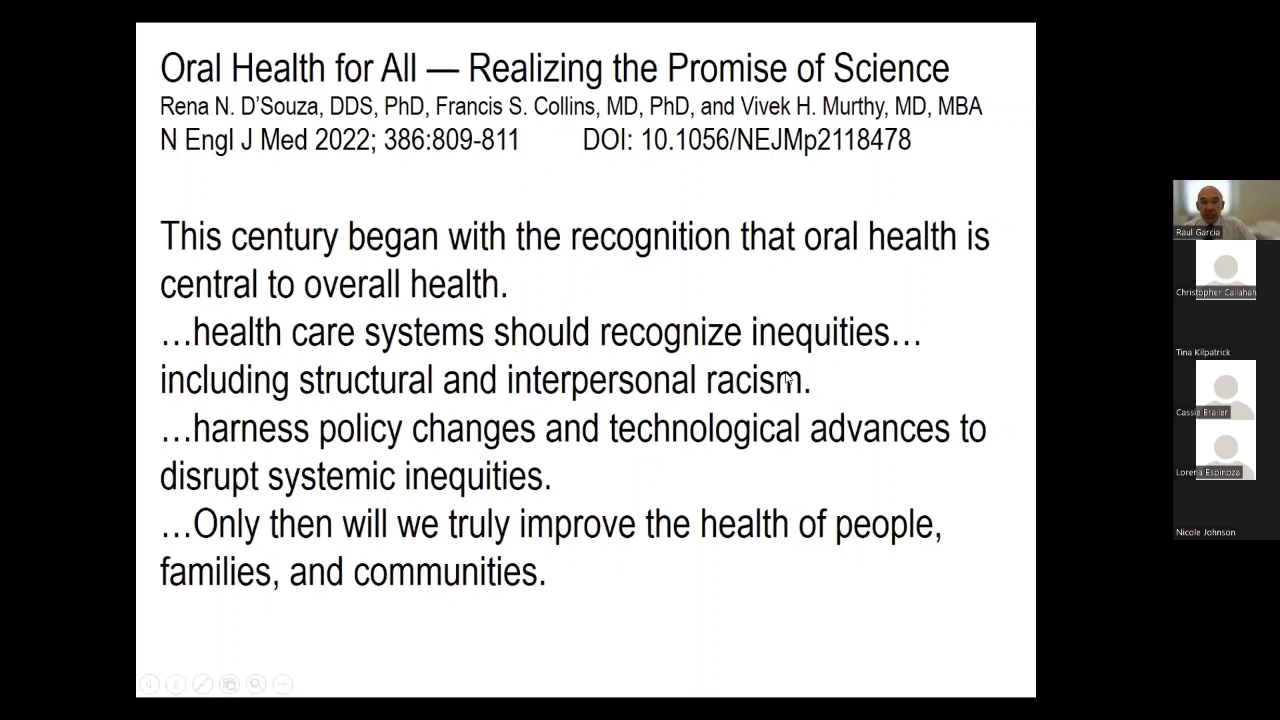 Oral Health for All — Realizing the Promise of Science
Rena N. D'Souza, DDS, PhD, Francis S. Collins, MD, PhD, and Vivek H. Murthy, MD, MBA
N Engl J Med 2022; 386:809-811 DOI: 10.1056/NEJMp2118478
This century began with the recognition that oral health is
central to overall health.
…health care systems should recognize inequities…
including structural and interpersonal racism.
…harness policy changes and technological advances to
disrupt systemic inequities.
…Only then will we truly improve the health of people,
families, and communities.
Raul Garcia
Christopher Callahan
Tina Kilpatrick
Cassie Brailer
Lorena Espinoza
Nicole Johnson